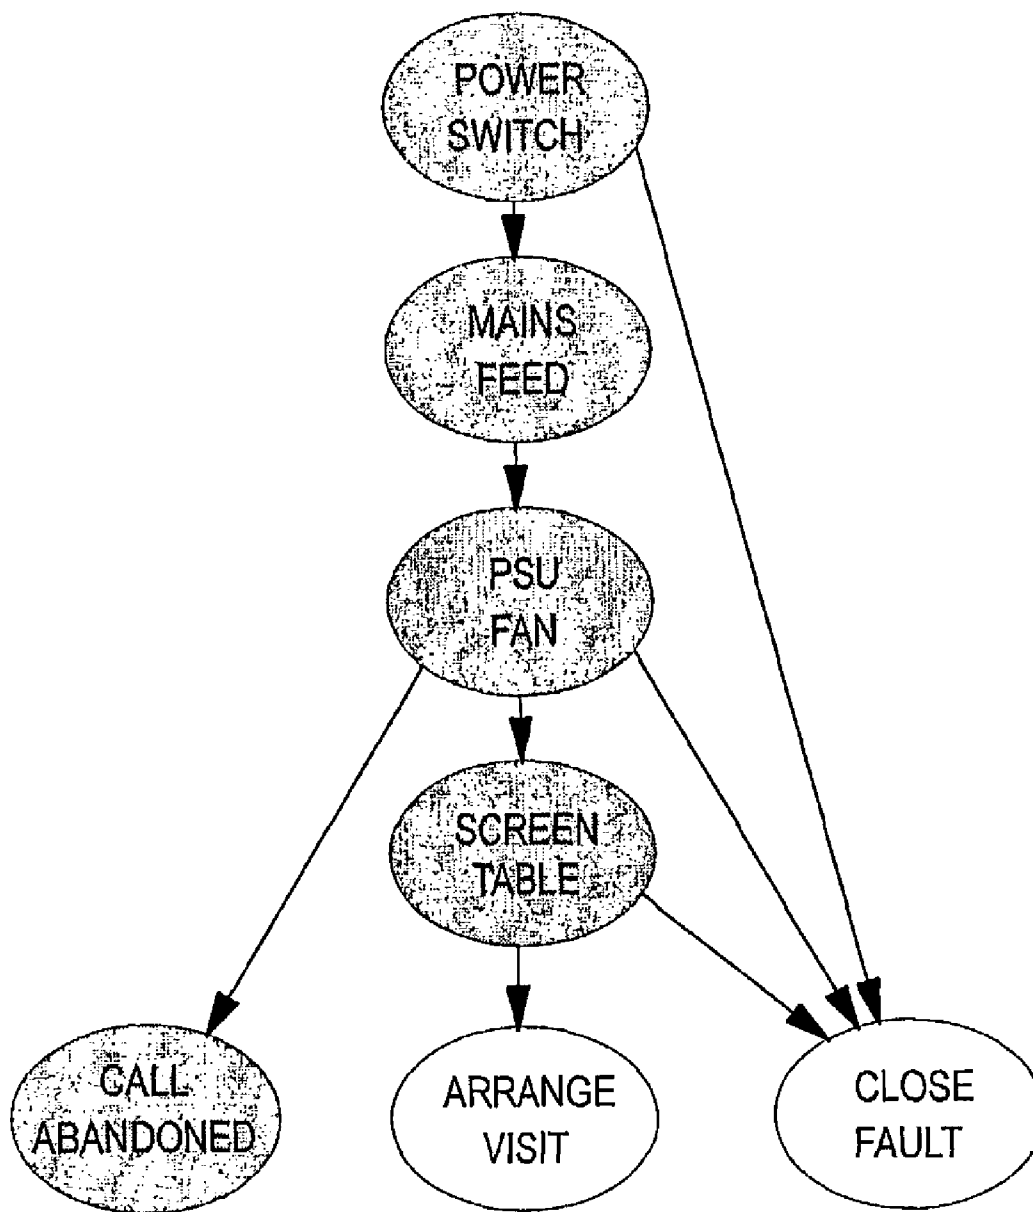 POWER
SWITCH
MAINS
FEED
PSU
FAN
SCREEN
TABLE
CALL
ABANDONED
ARRANGE
VISIT
CLOSE
FAULT